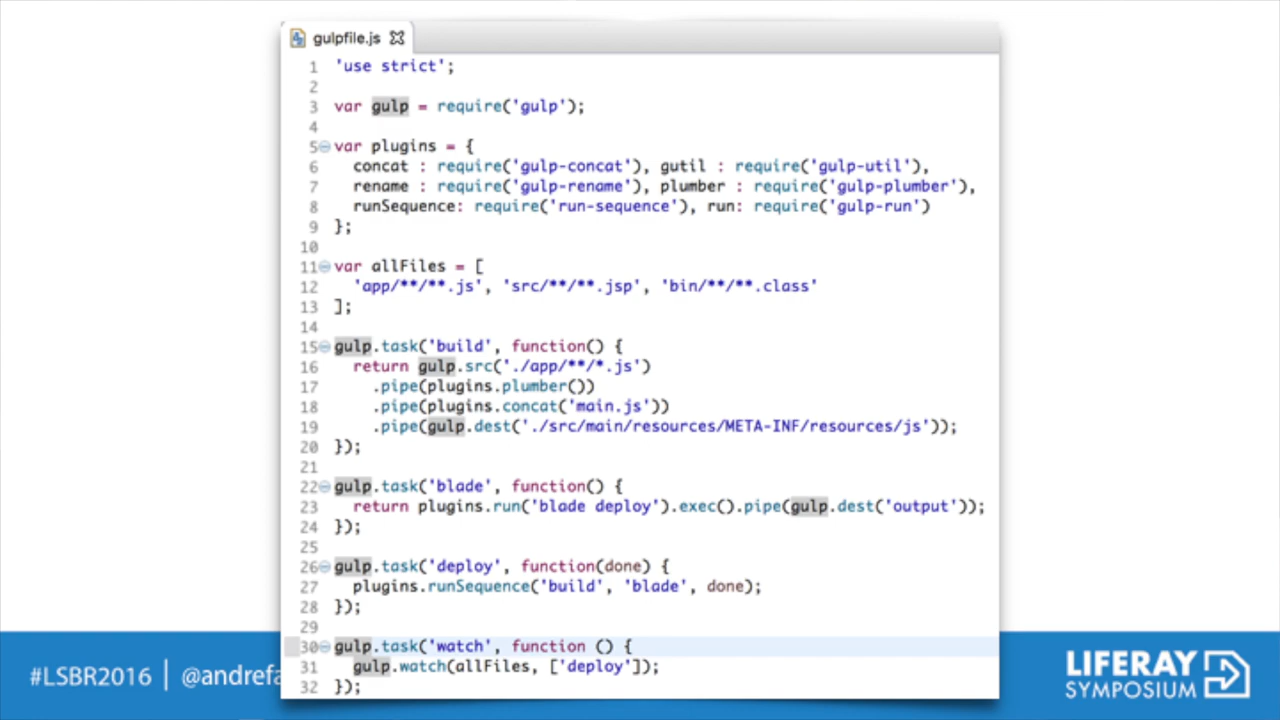 gulpfile.js
1 'use strict';
2
3 var gulp = require('gulp');
4
5 var plugins = {
6 concat : require('gulp-concat'), gutil : require('gulp-util'),
7 rename : require('gulp-rename'), plumber : require('gulp-plumber'),
8 runSequence: require('run-sequence'), run: require('gulp-run')
9 };
10
11 var allFiles = [
12 'app/**/**.js', 'src/**/**.jsp', 'bin/**/**.class'
13 ];
14
15 gulp.task('build', function() {
16 return gulp.src('./app/**/*.js')
17 .pipe(plugins.plumber())
18 .pipe(plugins.concat('main.js'))
19 .pipe(gulp.dest('./src/main/resources/META-INF/resources/js'));
20 });
21
22 gulp.task('blade', function() {
23 return plugins.run('blade deploy').exec().pipe(gulp.dest('output'));
24 });
25
26 gulp.task('deploy', function(done) {
27 plugins.runSequence('build', 'blade', done);
28 });
29
30 gulp.task('watch', function () {
31 gulp.watch(allFiles, ['deploy']);
32 });
#LSBR2016 | @andrefa
LIFERAY
SYMPOSIUM